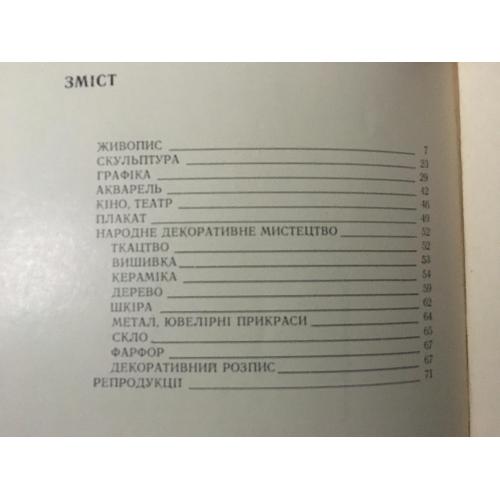 ЗМІСТ
ЖИВОПИС 7
СКУЛЬПТУРА 23
ГРАФІКА 29
АКВАРЕЛЬ 42
КІНО, ТЕАТР 46
ПЛАКАТ 49
НАРОДНЕ ДЕКОРАТИВНЕ МИСТЕЦТВО 52
ТКАЦТВО 52
ВИШИВКА 53
КЕРАМІКА 54
ДЕРЕВО 59
ШКІРА 62
МЕТАЛ, ЮВЕЛІРНІ ПРИКРАСИ 64
СКЛО 65
ФАРФОР 67
ДЕКОРАТИВНИЙ РОЗПИС 67
РЕПРОДУКЦІЇ 71